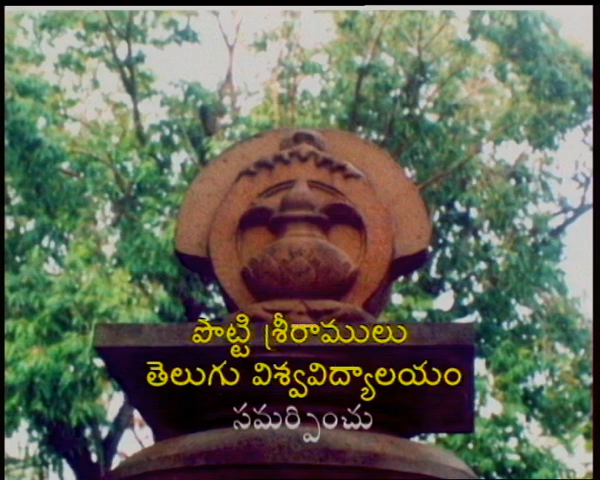 పొట్టి శ్రీరాములు
తెలుగు విశ్వవిద్యాలయం
సమర్పించు